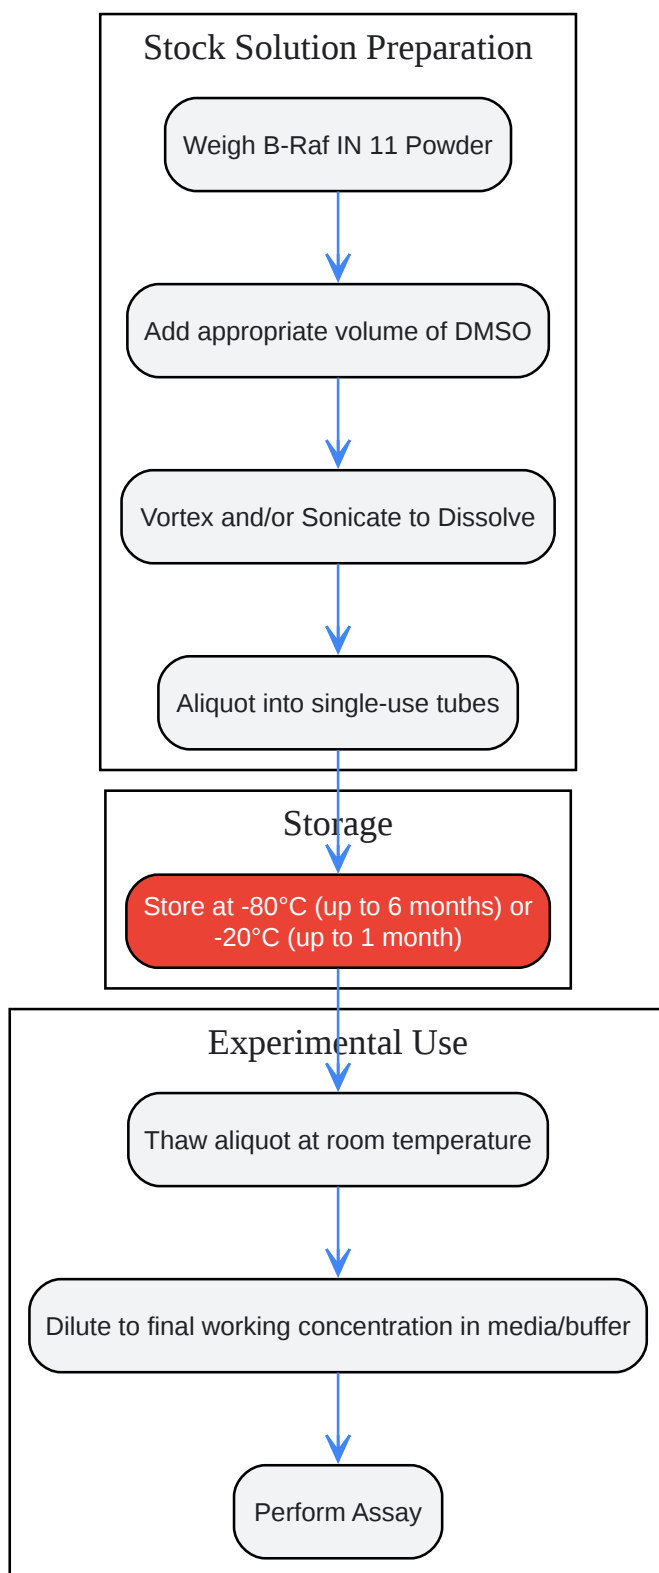 Stock Solution Preparation
Weigh B-Raf IN 11 Powder
Add appropriate volume of DMSO
Vortex and/or Sonicate to Dissolve
Aliquot into single-use tubes
Storage
Store at -80°C (up to 6 months) or
-20°C (up to 1 month)
Experimental Use
Thaw aliquot at room temperature
Dilute to final working concentration in media/buffer
Perform Assay